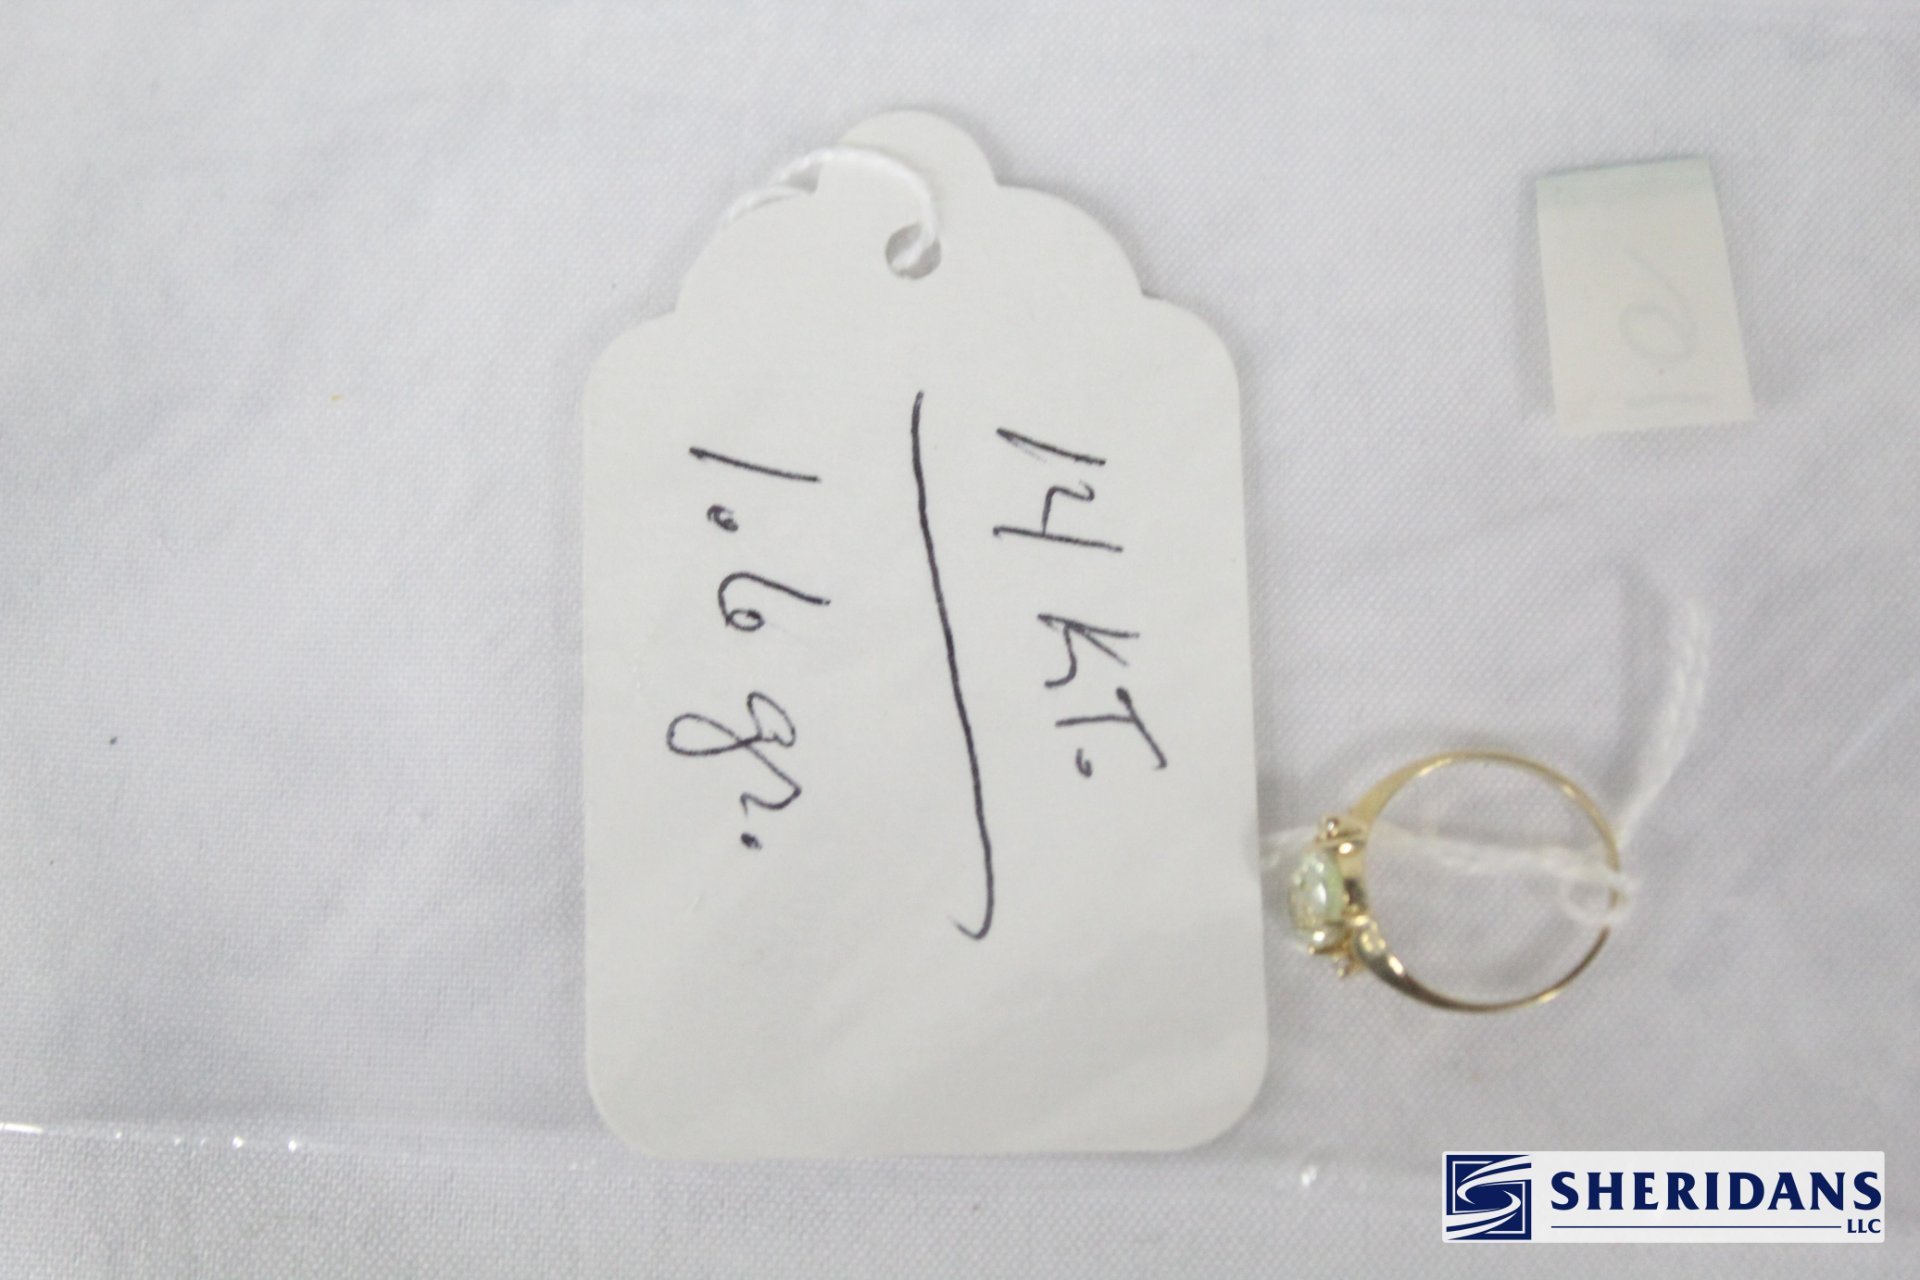 14 KT.
1.6 gr.
SHERIDANS
LLC